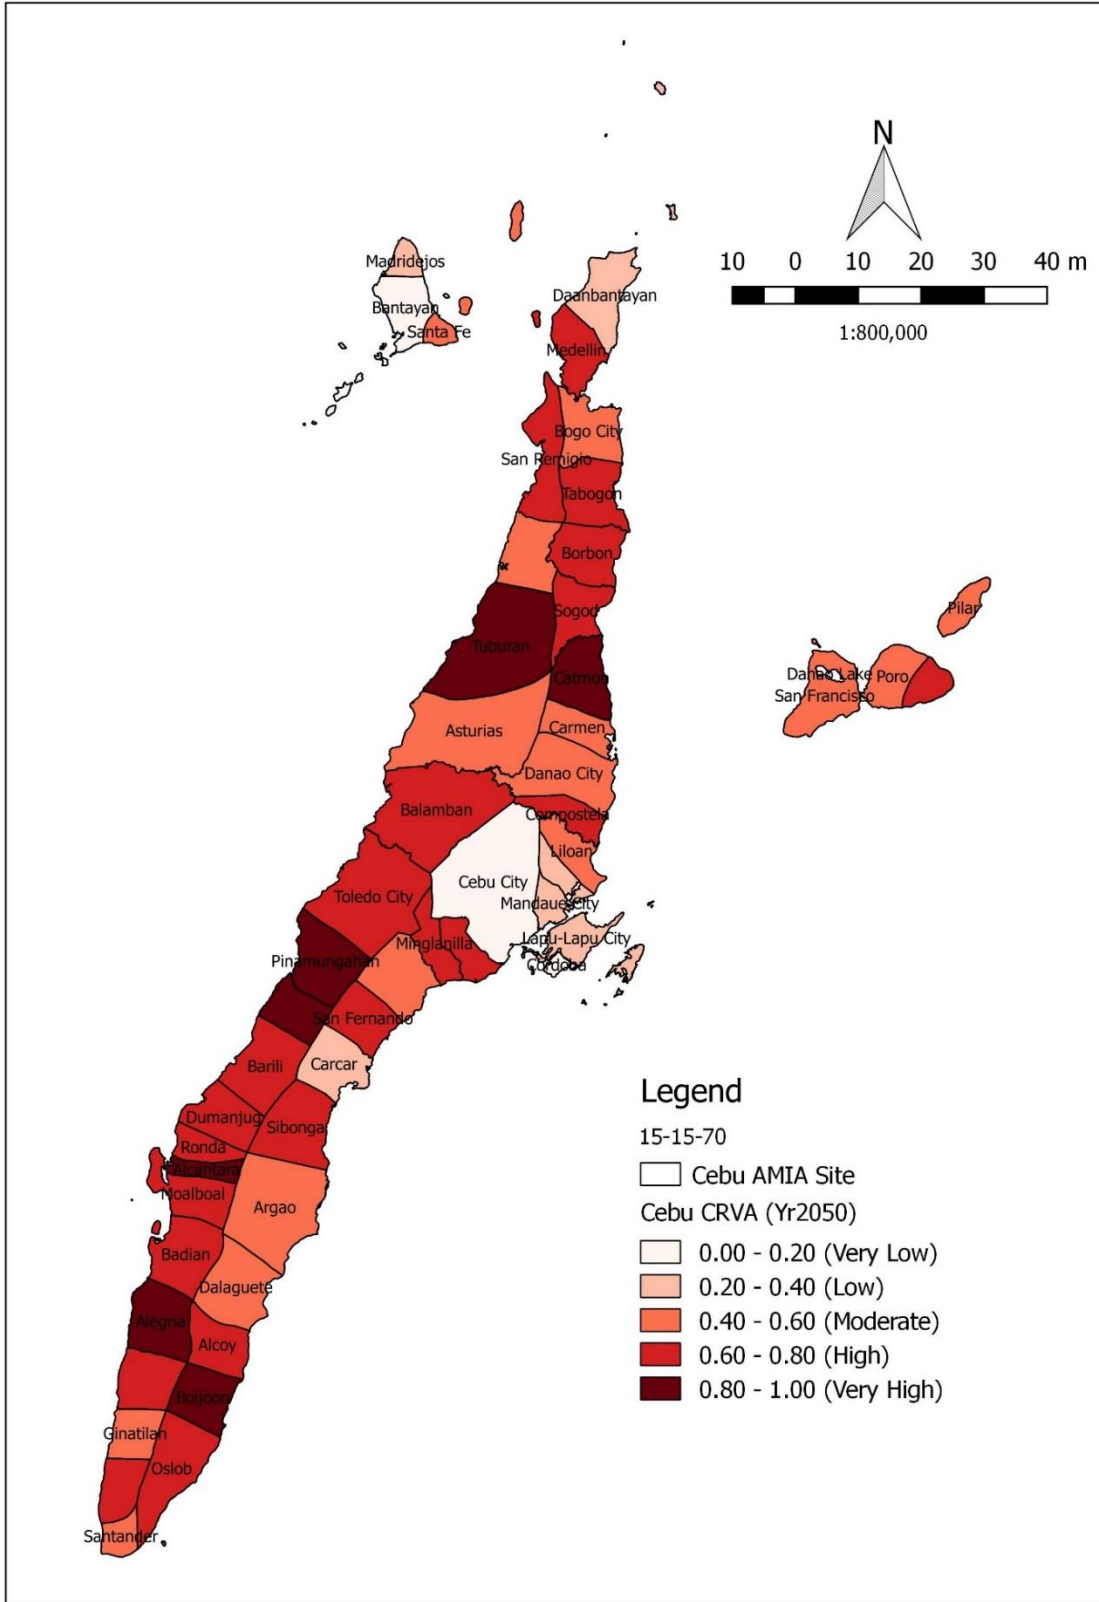 N
10 0 10 20 30 40 m
1:800,000
Madridejos
Bantayan
Santa Fe
Daanbantayan
Medellin
Bogo City
San Remigio
Tabogon
Borbon
Sogod
Tuburan
Catmon
Pilar
Danao Lake
Poro
San Francisco
Asturias
Carmen
Danao City
Balamban
Compostela
Liloan
Cebu City
Toledo City
Mandaue City
Lapu-Lapu City
Minglanilla
Cordoba
Pinamungahan
San Fernando
Carcar
Barili
Dumanjug
Sibonga
Ronda
Alcantara
Moalboal
Argao
Badian
Dalaguete
Alegria
Alcoy
Boljoon
Ginatilan
Oslob
Santander
Legend
15-15-70
Cebu AMIA Site
Cebu CRVA (Yr2050)
0.00 - 0.20 (Very Low)
0.20 - 0.40 (Low)
0.40 - 0.60 (Moderate)
0.60 - 0.80 (High)
0.80 - 1.00 (Very High)